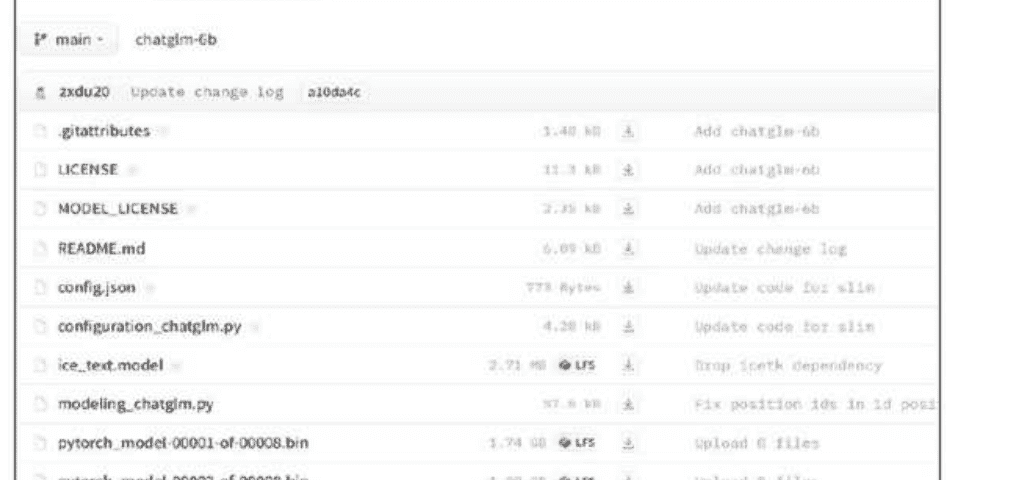 main chatglm-6b
zxdu20 Update change log a10da4c
.gitattributes 1.48 kB Add chatglm-6b
LICENSE 11.3 kB Add chatglm-6b
MODEL_LICENSE 2.35 kB Add chatglm-6b
README.md 6.09 kB Update change log
config.json 773 Bytes Update code for slim
configuration_chatglm.py 4.28 kB Update code for slim
ice_text.model 2.71 MB LFS Drop icetk dependency
modeling_chatglm.py 57.6 kB Fix position ids in 1d posi
pytorch_model-00001-of-00008.bin 1.74 GB LFS Upload files